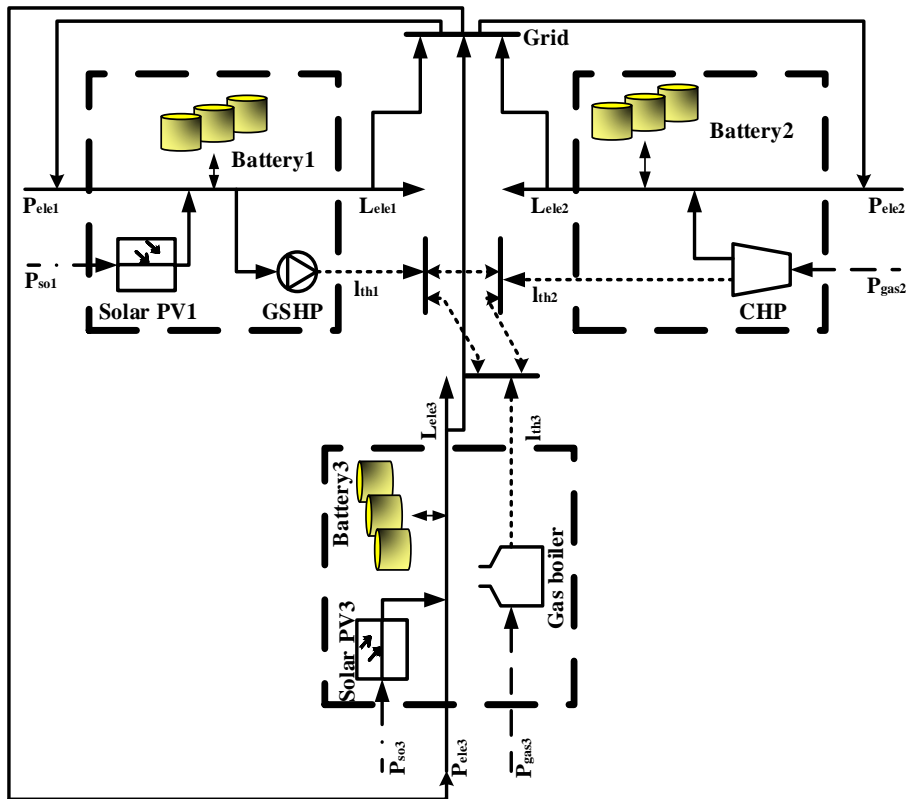 Grid
Battery1
Battery2
Pele1
Lele1
Lele2
Pele2
Pso1
lth1
lth2
Pgas2
Solar PV1
GSHP
CHP
Lele3
lth3
Battery3
Solar PV3
Gas boiler
Pso3
Pele3
Pgas3